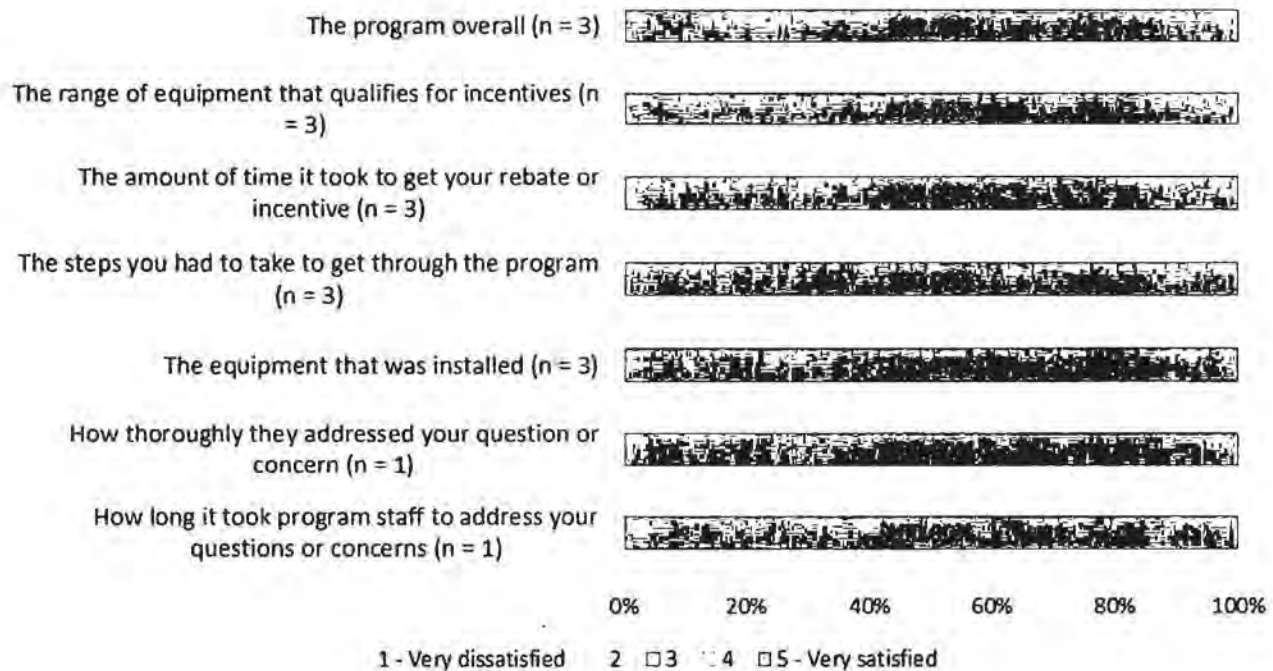 The program overall (n = 3)
The range of equipment that qualifies for incentives (n
= 3)
The amount of time it took to get your rebate or
incentive (n = 3)
The steps you had to take to get through the program
(n = 3)
The equipment that was installed (n = 3)
How thoroughly they addressed your question or
concern (n = 1)
How long it took program staff to address your
questions or concerns (n = 1)
0% 20% 40% 60% 80% 100%
1 - Very dissatisfied 2 □3 4 □5 - Very satisfied